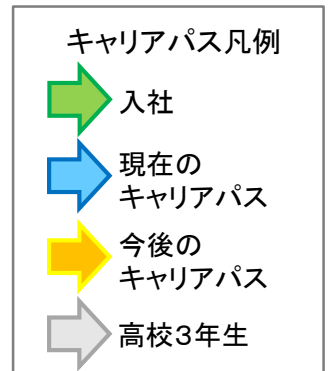 キャリアパス凡例
入社
現在の
キャリアパス
今後の
キャリアパス
高校３年生